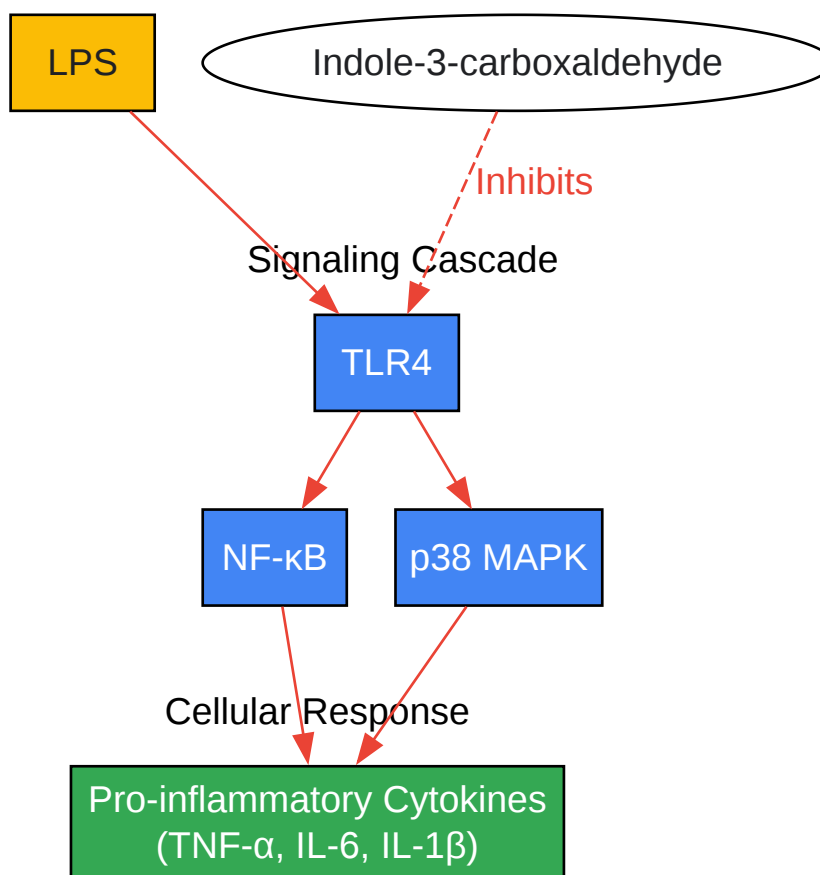 LPS
Indole-3-carboxaldehyde
Inhibits
Signaling Cascade
TLR4
NF-κB
p38 MAPK
Cellular Response
Pro-inflammatory Cytokines
(TNF-α, IL-6, IL-1β)